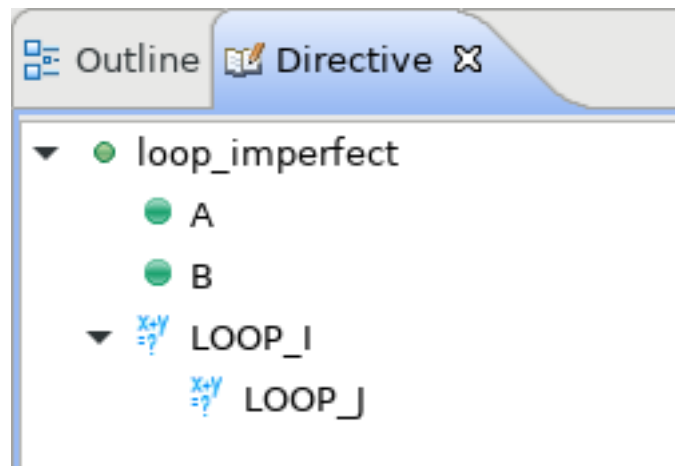 Outline Directive
loop_imperfect
A
B
x+y
=?
LOOP_I
x+y
=?
LOOP_J